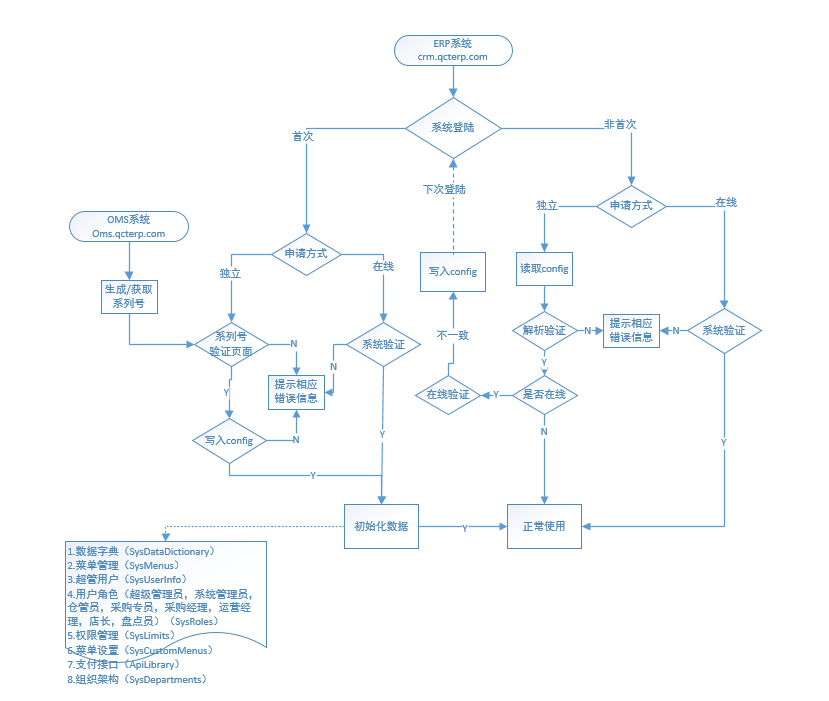 ERP系统
crm.qcterp.com
系统登陆
首次
非首次
下次登陆
独立
申请方式
在线
OMS系统
Oms.qcterp.com
申请方式
独立
在线
写入config
读取config
生成/获取
系列号
不一致
系列号
验证页面
N
系统验证
解析验证
N
提示相应
错误信息
N
系统验证
N
Y
提示相应
错误信息
Y
在线验证
Y
是否在线
写入config
N
Y
N
Y
Y
初始化数据
Y
正常使用
1.数据字典（SysDataDictionary）
2.菜单管理（SysMenus）
3.超管用户（SysUserInfo）
4.用户角色（超级管理员，系统管理员，
仓管员，采购专员，采购经理，运营经
理，店长，盘点员）（SysRoles）
5.权限管理（SysLimits）
6.菜单设置（SysCustomMenus）
7.支付接口（ApiLibrary）
8.组织架构（SysDepartments）